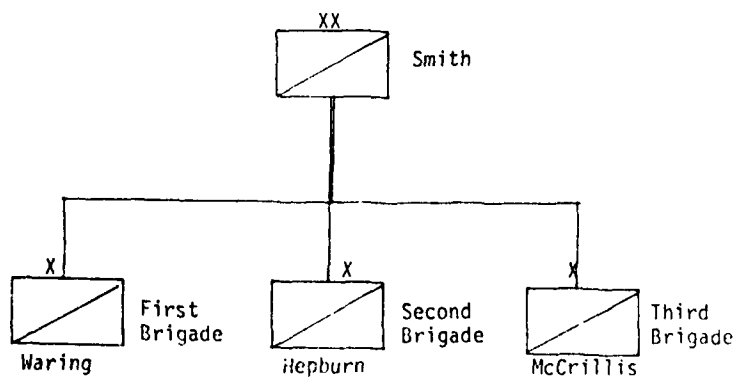 XX
Smith
X
First
Brigade
Waring
X
Second
Brigade
Hepburn
X
Third
Brigade
McCrillis